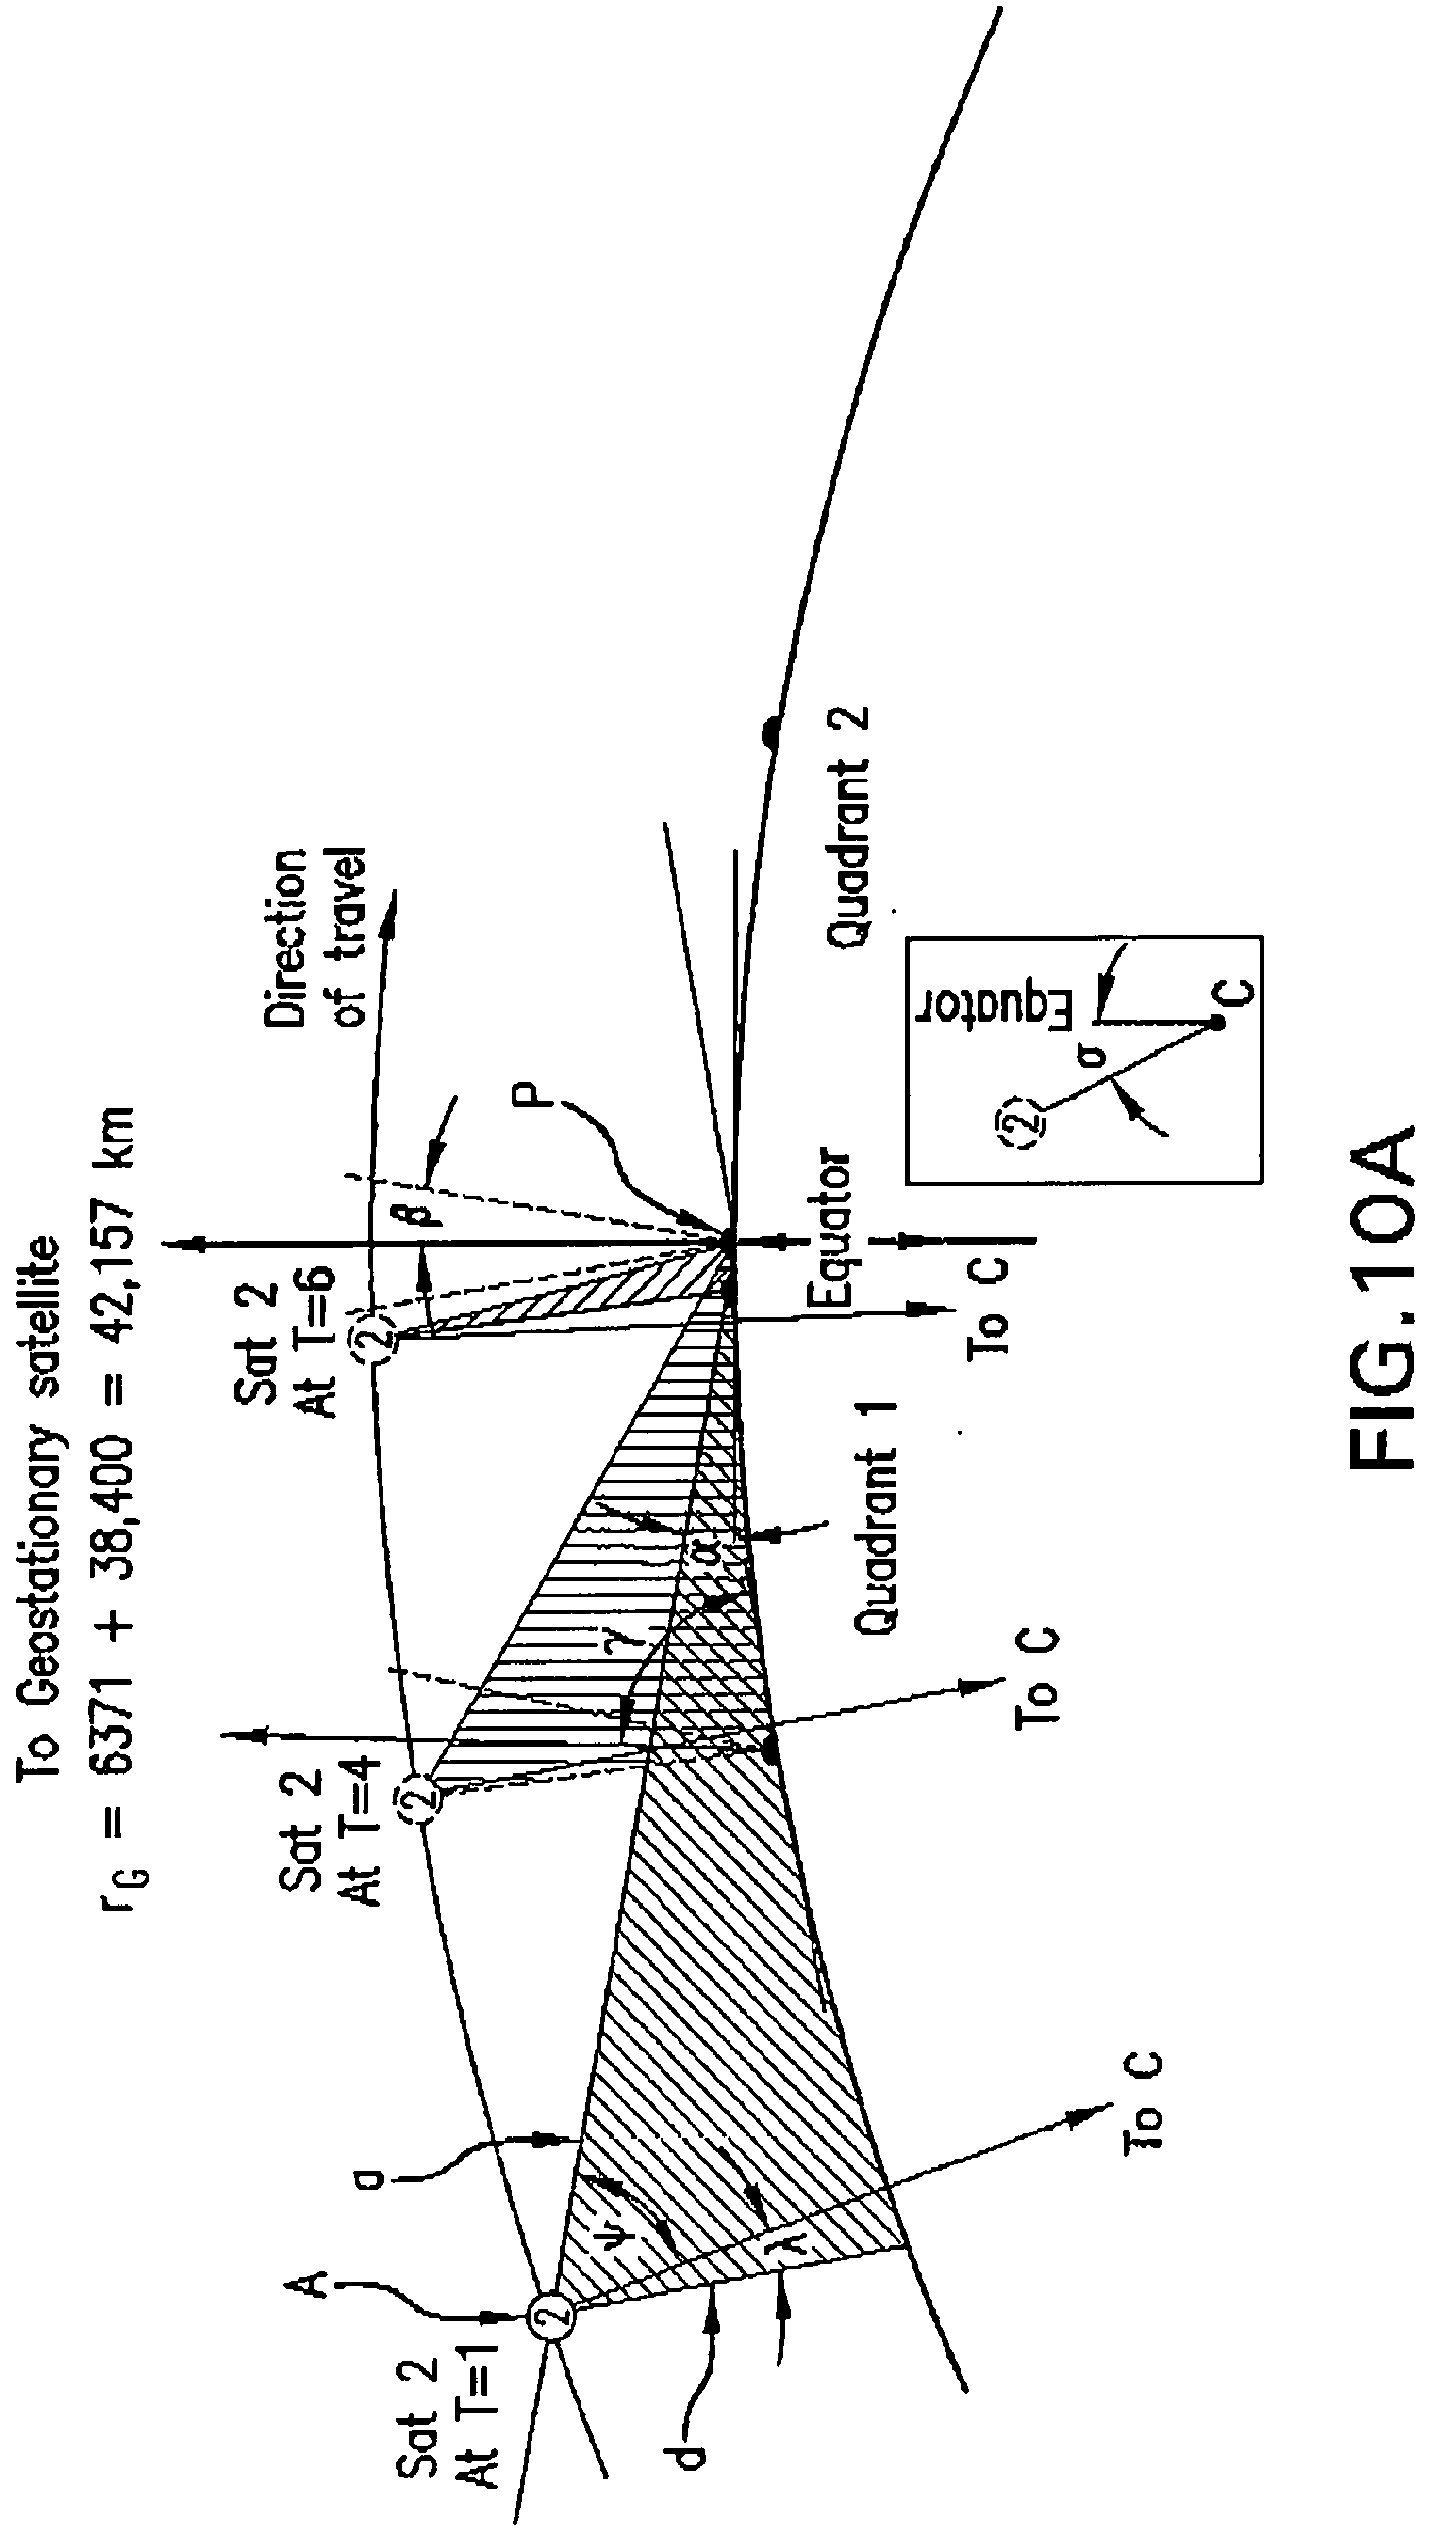 To Geostationary satellite
rG = 6371 + 38,400 = 42,157 km
Direction
of travel
Sat 2
At T=6
2
β
P
Sat 2
At T=4
2
γ
α
Sat 2
At T=1
2
A
a
ψ
λ
d
To C
To C
To C
Equator
Quadrant 1
Quadrant 2
2
σ
Equator
C
FIG.10A